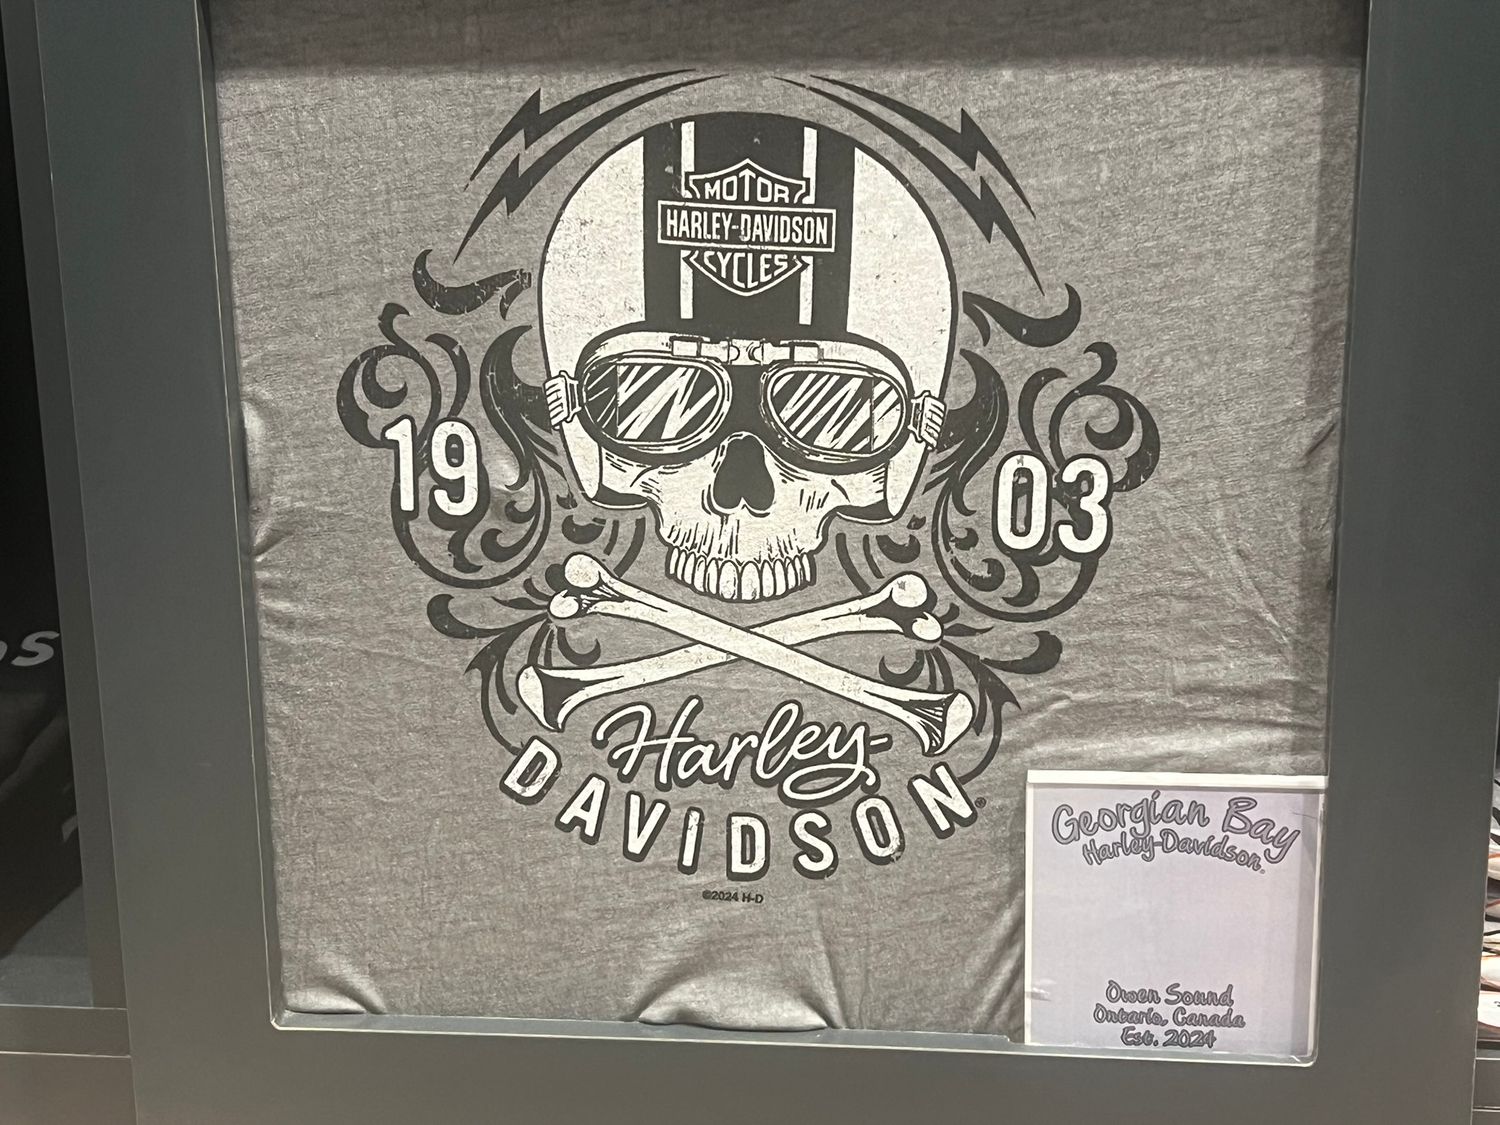 MOTOR
HARLEY-DAVIDSON
CYCLES
19 03
Harley-
DAVIDSON®
©2024 H-D
Georgian Bay
Harley-Davidson®
Owen Sound
Ontario, Canada
Est. 2024